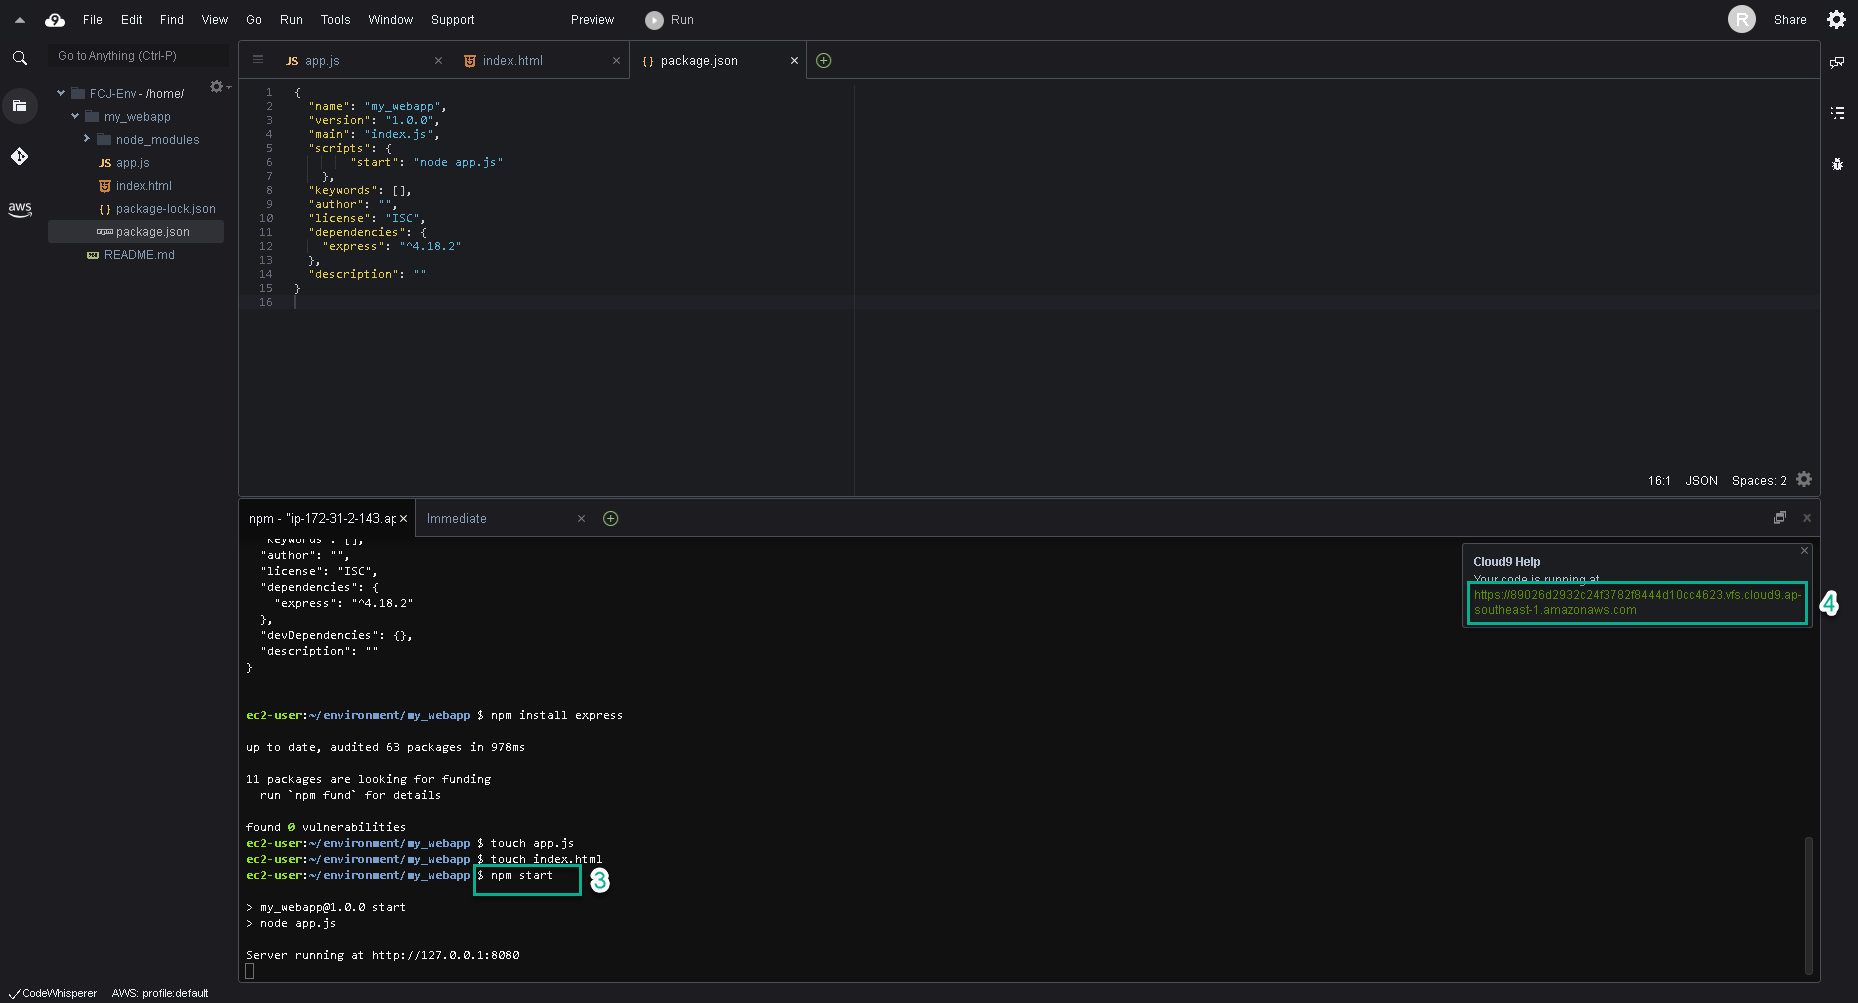 File Edit Find View Go Run Tools Window Support Preview Run R Share
Go to Anything (Ctrl-P)
FCJ-Env - /home/
my_webapp
node_modules
JS app.js
index.html
{ } package-lock.json
package.json
README.md
aws
JS app.js × index.html × { } package.json ×
1 {
2 "name": "my_webapp",
3 "version": "1.0.0",
4 "main": "index.js",
5 "scripts": {
6 "start": "node app.js"
7 },
8 "keywords": [],
9 "author": "",
10 "license": "ISC",
11 "dependencies": {
12 "express": "^4.18.2"
13 },
14 "description": ""
15 }
16
16:1 JSON Spaces: 2
npm - "ip-172-31-2-143.ap × Immediate ×
"keywords": [],
"author": "",
"license": "ISC",
"dependencies": {
"express": "^4.18.2"
},
"devDependencies": {},
"description": ""
}
ec2-user:~/environment/my_webapp $ npm install express
up to date, audited 63 packages in 978ms
11 packages are looking for funding
run `npm fund` for details
found 0 vulnerabilities
ec2-user:~/environment/my_webapp $ touch app.js
ec2-user:~/environment/my_webapp $ touch index.html
ec2-user:~/environment/my_webapp $ npm start
3
> my_webapp@1.0.0 start
> node app.js
Server running at http://127.0.0.1:8080
Cloud9 Help
Your code is running at
https://89026d2932c24f3782f8444d10cc4623.vfs.cloud9.ap-
southeast-1.amazonaws.com
4
CodeWhisperer AWS: profile:default